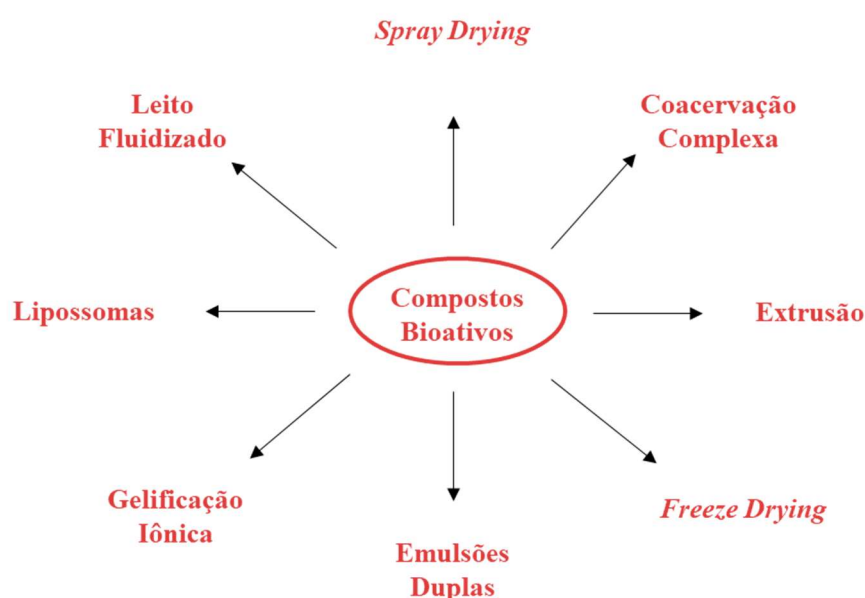 Spray Drying
Leito
Fluidizado
Coacervação
Complexa
Lipossomas
Compostos
Bioativos
Extrusão
Gelificação
Iônica
Emulsões
Duplas
Freeze Drying